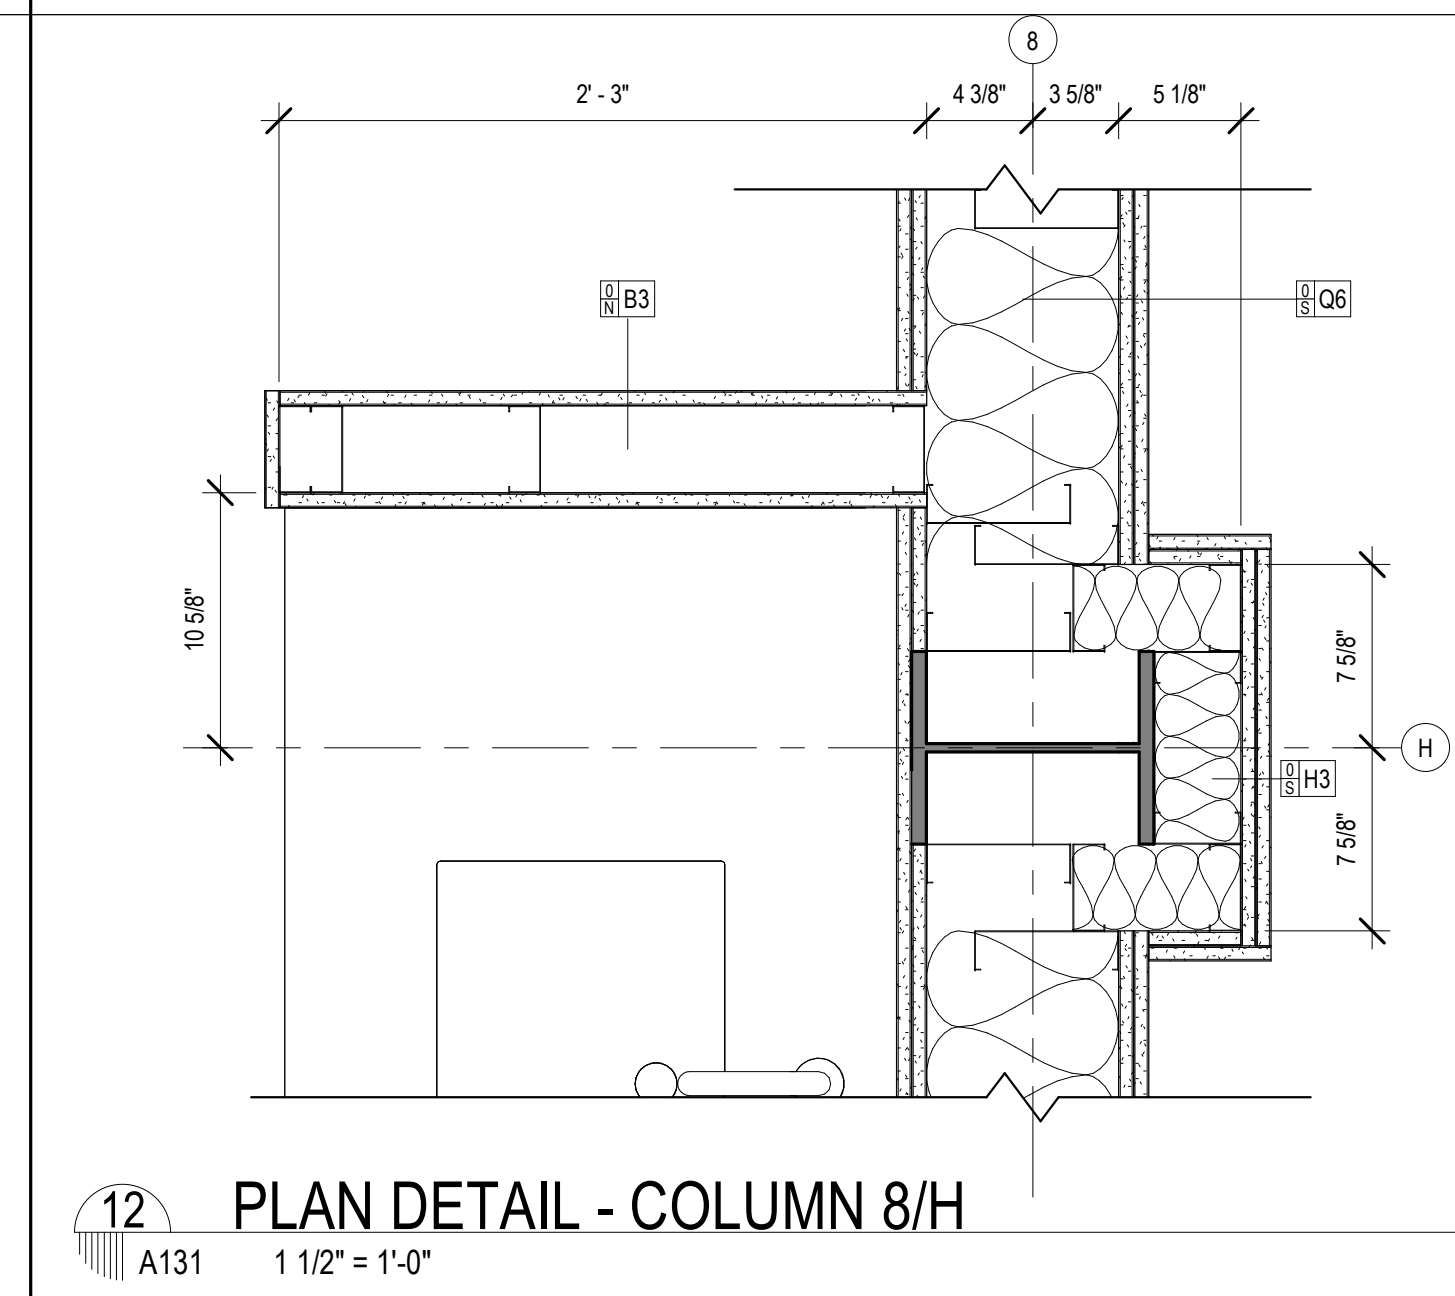 8
2' - 3" 4 3/8" 3 5/8" 5 1/8"
0
N B3
0
S Q6
10 5/8"
7 5/8"
H
0
S H3
7 5/8"
12 PLAN DETAIL - COLUMN 8/H
A131 1 1/2" = 1'-0"